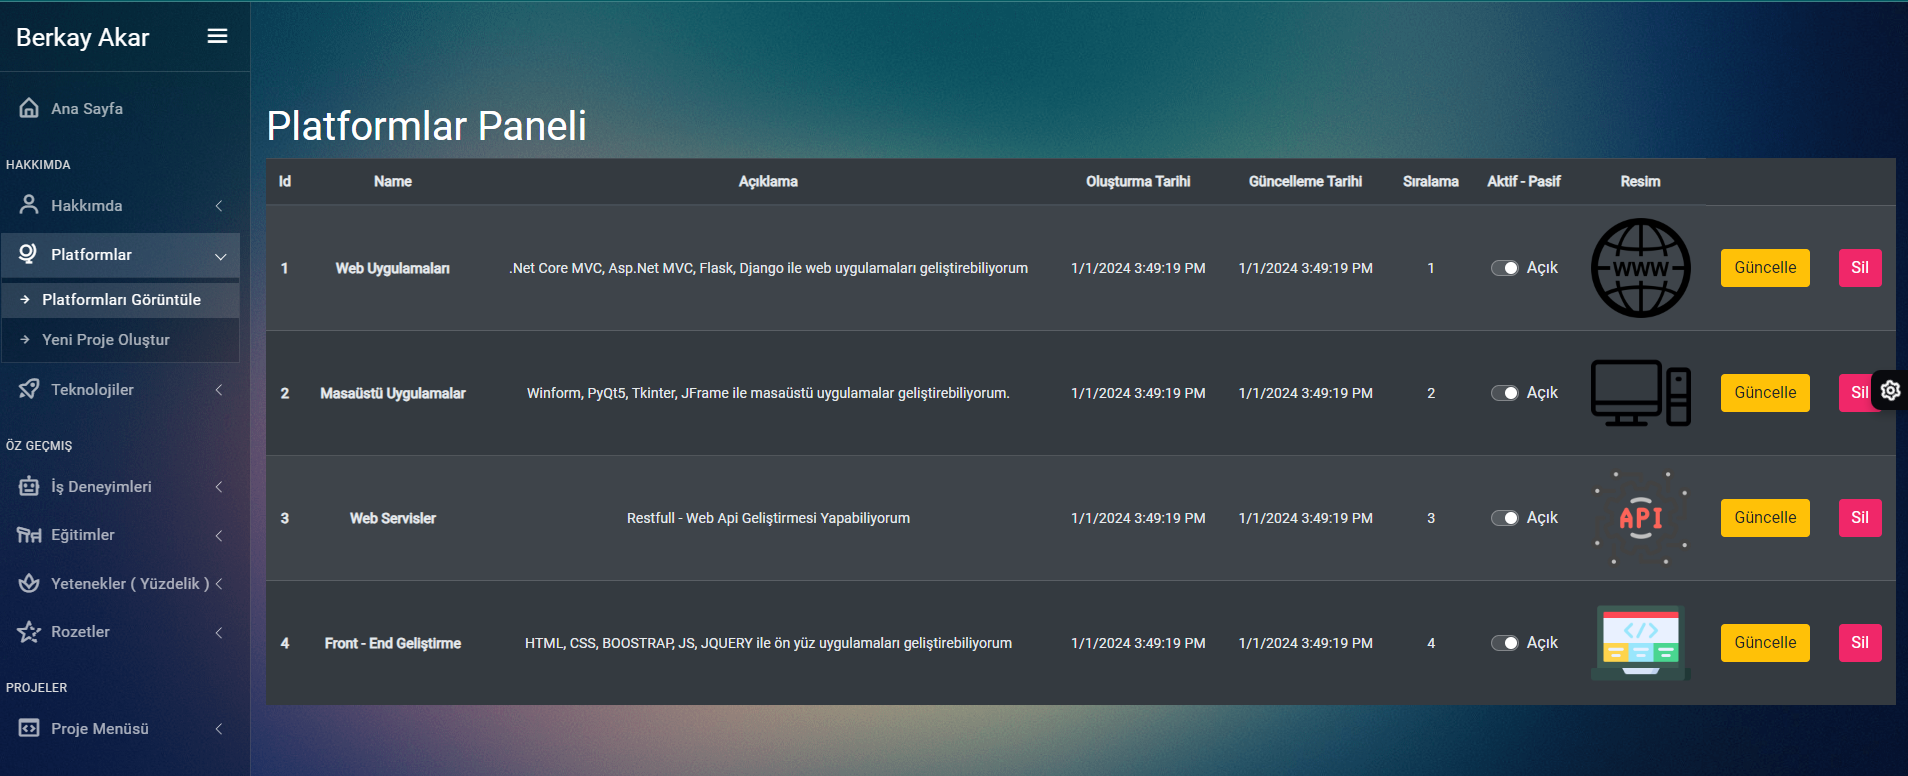 Berkay Akar
Ana Sayfa
HAKKIMDA
Hakkımda
Platformlar
Platformları Görüntüle
Yeni Proje Oluştur
Teknolojiler
ÖZ GEÇMIŞ
İş Deneyimleri
Eğitimler
Yetenekler ( Yüzdelik )
Rozetler
PROJELER
Proje Menüsü
Platformlar Paneli
Id Name Açıklama Oluşturma Tarihi Güncelleme Tarihi Sıralama Aktif - Pasif Resim
1 Web Uygulamaları .Net Core MVC, Asp.Net MVC, Flask, Django ile web uygulamaları geliştirebiliyorum 1/1/2024 3:49:19 PM 1/1/2024 3:49:19 PM 1 Açık WWW Güncelle Sil
2 Masaüstü Uygulamalar Winform, PyQt5, Tkinter, JFrame ile masaüstü uygulamalar geliştirebiliyorum. 1/1/2024 3:49:19 PM 1/1/2024 3:49:19 PM 2 Açık Güncelle Sil
3 Web Servisler Restfull - Web Api Geliştirmesi Yapabiliyorum 1/1/2024 3:49:19 PM 1/1/2024 3:49:19 PM 3 Açık API Güncelle Sil
4 Front - End Geliştirme HTML, CSS, BOOSTRAP, JS, JQUERY ile ön yüz uygulamaları geliştirebiliyorum 1/1/2024 3:49:19 PM 1/1/2024 3:49:19 PM 4 Açık </> Güncelle Sil